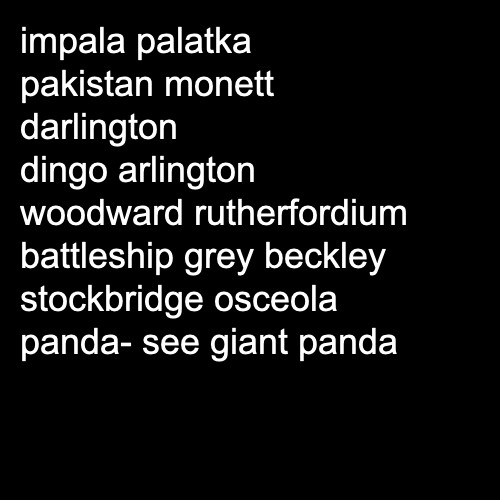 impala palatka
pakistan monett
darlington
dingo arlington
woodward rutherfordium
battleship grey beckley
stockbridge osceola
panda- see giant panda